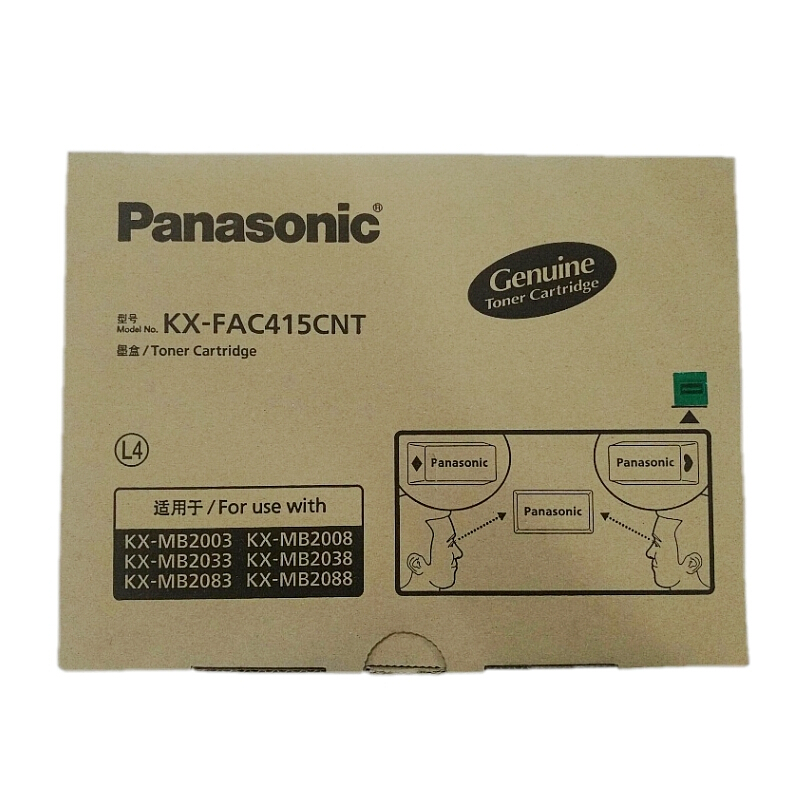 Panasonic®
Genuine
Toner Cartridge
型号
Model No. KX-FAC415CNT
墨盒/Toner Cartridge
L4
适用于/For use with
KX-MB2003 KX-MB2008
KX-MB2033 KX-MB2038
KX-MB2083 KX-MB2088
Panasonic
Panasonic
Panasonic